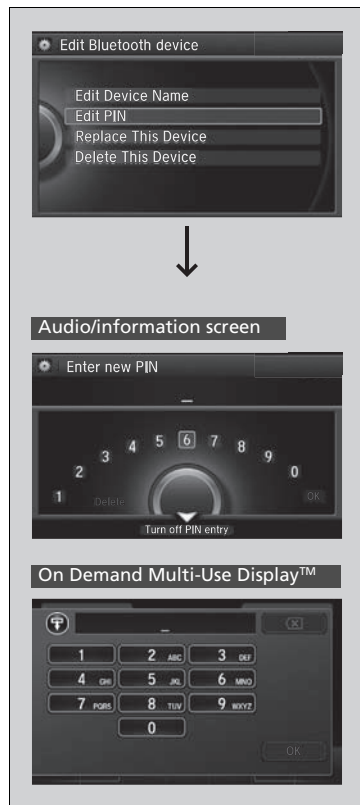 Edit Bluetooth device
Edit Device Name
Edit PIN
Replace This Device
Delete This Device
Audio/information screen
Enter new PIN
_
1 2 3 4 5 6 7 8 9 0
Delete OK
Turn off PIN entry
On Demand Multi-Use Display™
_
1 2 ABC 3 DEF
4 GHI 5 JKL 6 MNO
7 PQRS 8 TUV 9 WXYZ
0
OK